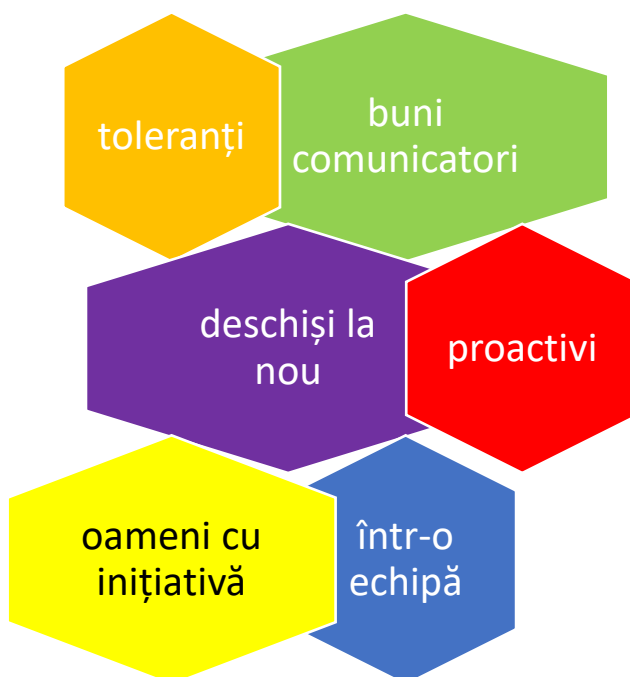 toleranți
buni
comunicatori
deschiși la
nou
proactivi
oameni cu
inițiativă
într-o
echipă